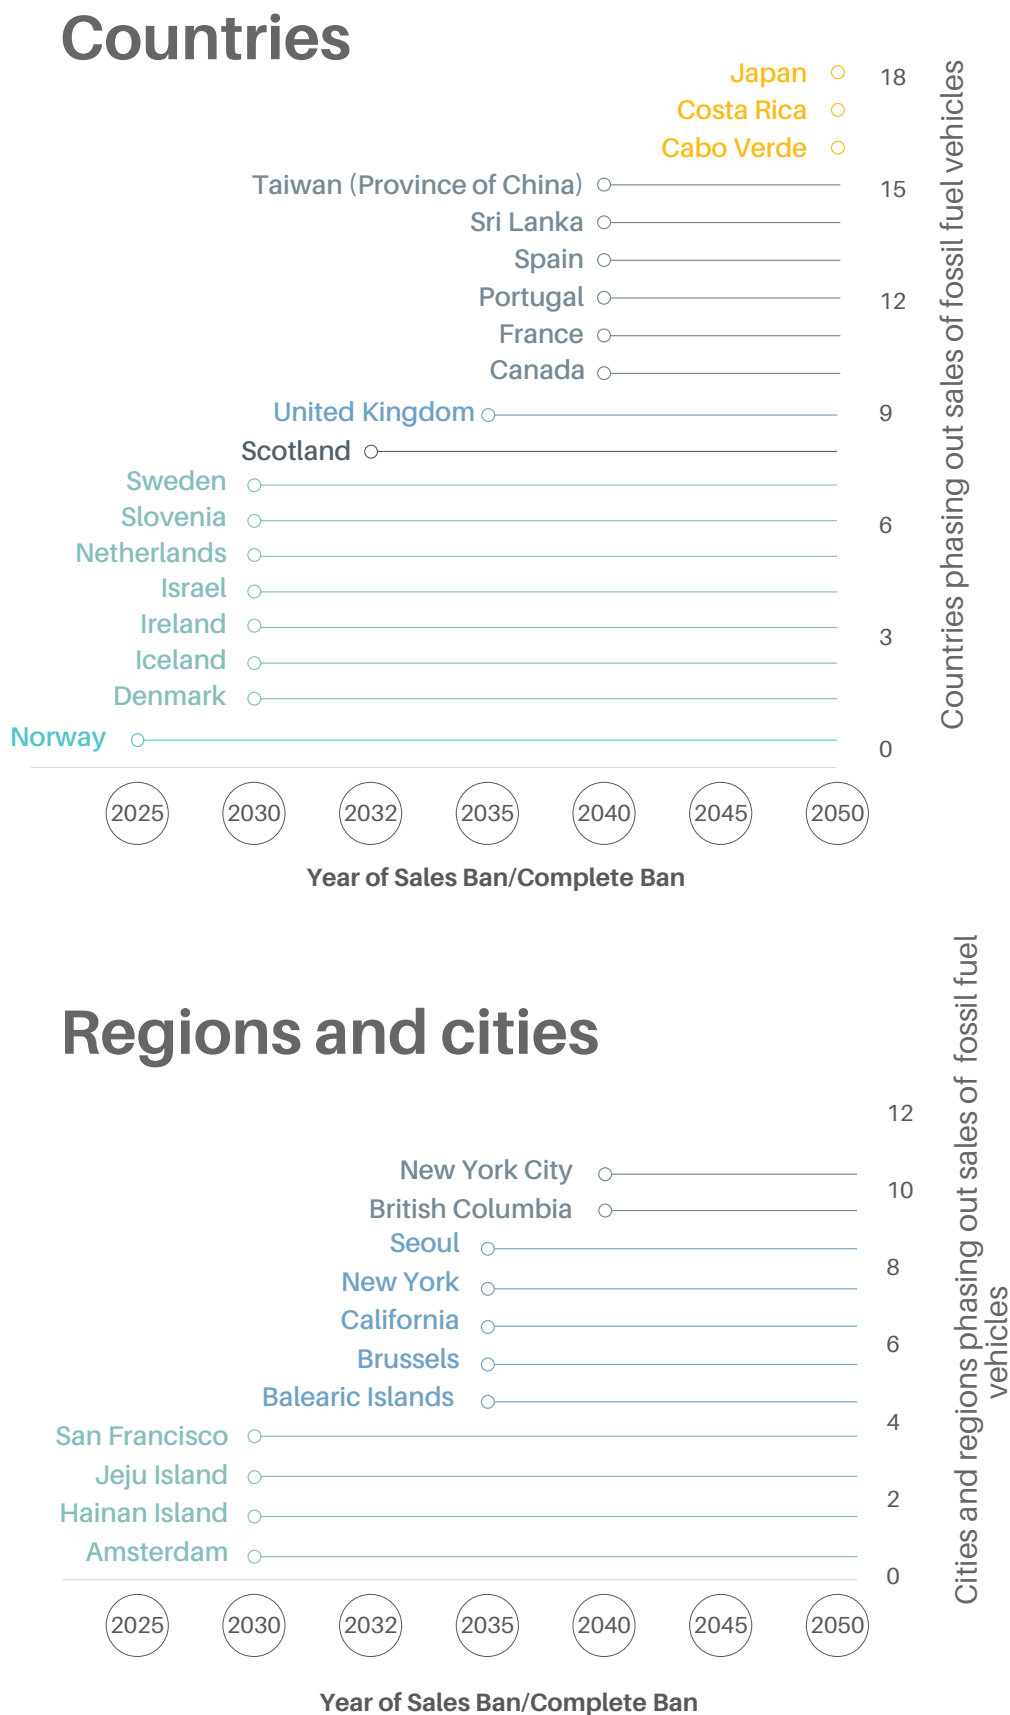 Countries
Japan
18
Costa Rica
Cabo Verde
Taiwan (Province of China)
15
Sri Lanka
Spain
Portugal
12
France
Canada
United Kingdom
9
Scotland
Sweden
Slovenia
6
Netherlands
Israel
Ireland
3
Iceland
Denmark
Norway
0
Countries phasing out sales of fossil fuel vehicles
2025 2030 2032 2035 2040 2045 2050
Year of Sales Ban/Complete Ban
Regions and cities
12
New York City
10
British Columbia
Seoul
8
New York
California
6
Brussels
Balearic Islands
4
San Francisco
Jeju Island
2
Hainan Island
Amsterdam
0
Cities and regions phasing out sales of fossil fuel
vehicles
2025 2030 2032 2035 2040 2045 2050
Year of Sales Ban/Complete Ban